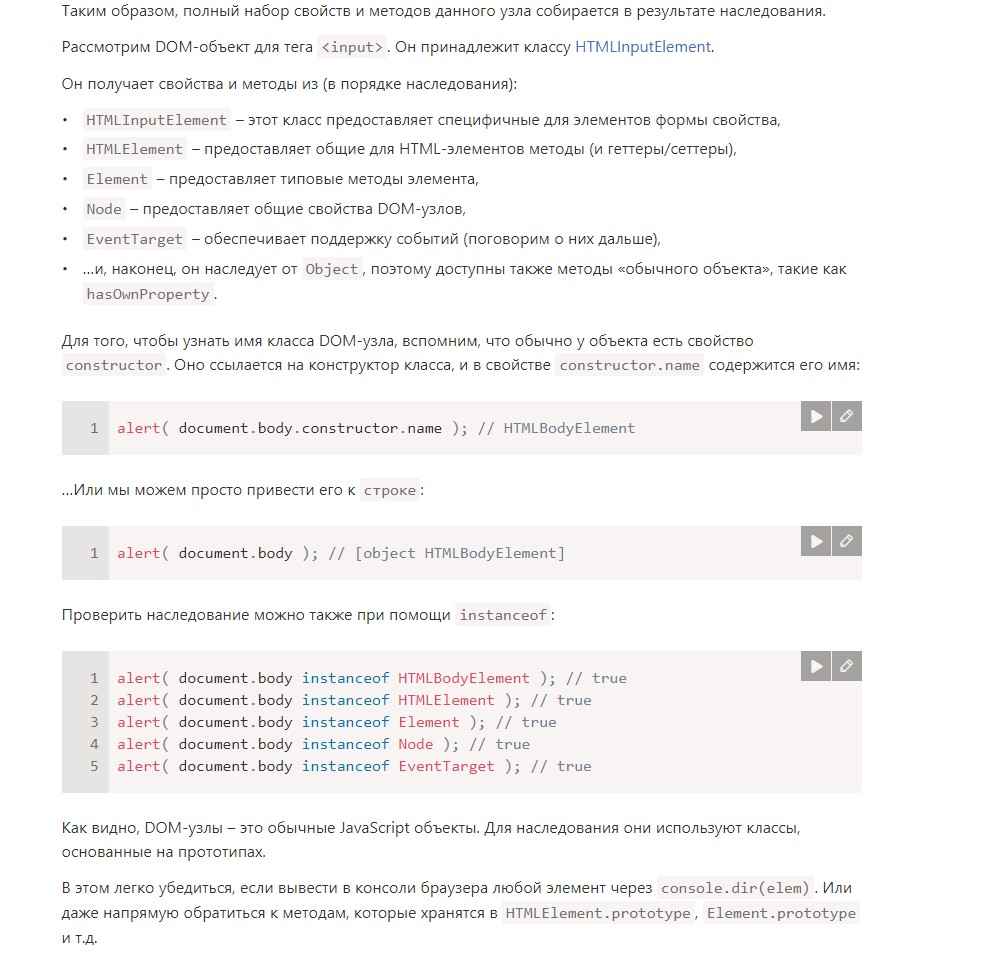 Таким образом, полный набор свойств и методов данного узла собирается в результате наследования.
Рассмотрим DOM-объект для тега <input>. Он принадлежит классу HTMLInputElement.
Он получает свойства и методы из (в порядке наследования):
• HTMLInputElement – этот класс предоставляет специфичные для элементов формы свойства,
• HTMLElement – предоставляет общие для HTML-элементов методы (и геттеры/сеттеры),
• Element – предоставляет типовые методы элемента,
• Node – предоставляет общие свойства DOM-узлов,
• EventTarget – обеспечивает поддержку событий (поговорим о них дальше),
• …и, наконец, он наследует от Object, поэтому доступны также методы «обычного объекта», такие как
hasOwnProperty.
Для того, чтобы узнать имя класса DOM-узла, вспомним, что обычно у объекта есть свойство
constructor. Оно ссылается на конструктор класса, и в свойстве constructor.name содержится его имя:
1 alert( document.body.constructor.name ); // HTMLBodyElement
…Или мы можем просто привести его к строке:
1 alert( document.body ); // [object HTMLBodyElement]
Проверить наследование можно также при помощи instanceof:
1 alert( document.body instanceof HTMLBodyElement ); // true
2 alert( document.body instanceof HTMLElement ); // true
3 alert( document.body instanceof Element ); // true
4 alert( document.body instanceof Node ); // true
5 alert( document.body instanceof EventTarget ); // true
Как видно, DOM-узлы – это обычные JavaScript объекты. Для наследования они используют классы,
основанные на прототипах.
В этом легко убедиться, если вывести в консоли браузера любой элемент через console.dir(elem). Или
даже напрямую обратиться к методам, которые хранятся в HTMLElement.prototype, Element.prototype
и т.д.